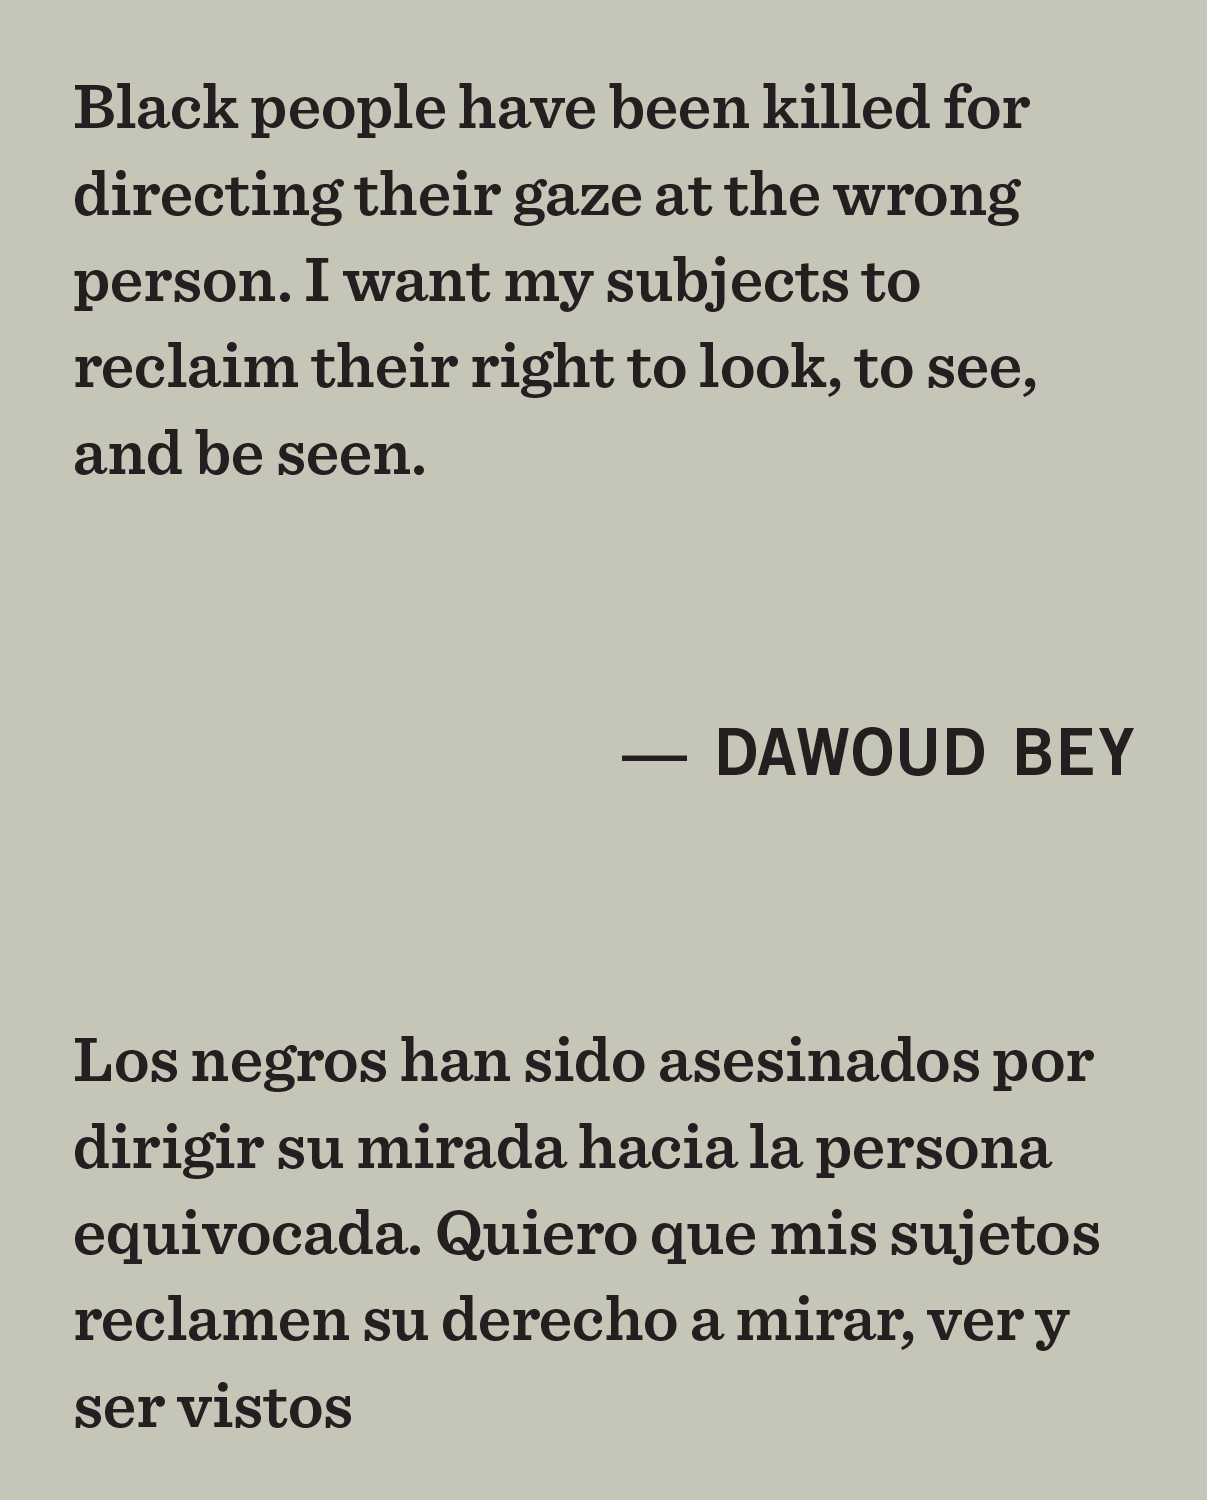 Black people have been killed for
directing their gaze at the wrong
person. I want my subjects to
reclaim their right to look, to see,
and be seen.
— DAWOUD BEY
Los negros han sido asesinados por
dirigir su mirada hacia la persona
equivocada. Quiero que mis sujetos
reclamen su derecho a mirar, ver y
ser vistos